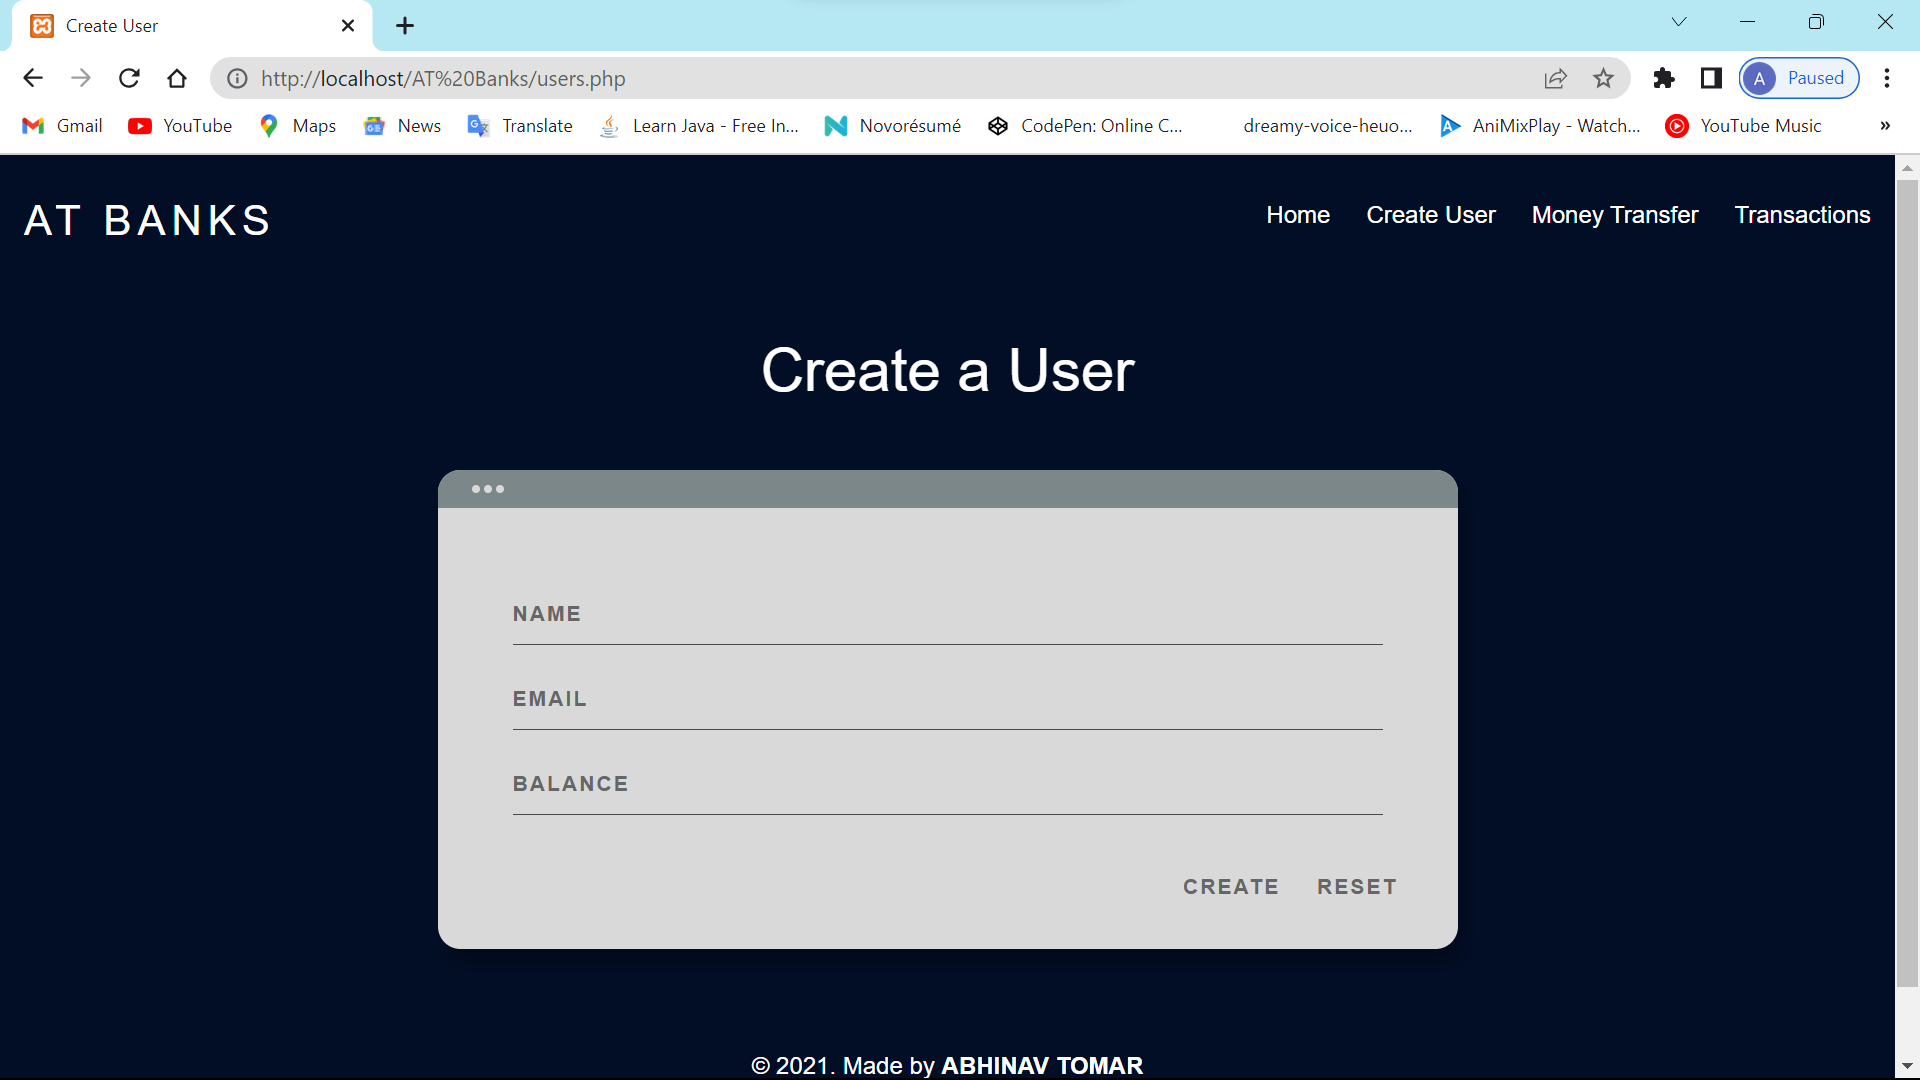 Create User
http://localhost/AT%20Banks/users.php
A Paused
Gmail YouTube Maps News Translate Learn Java - Free In... Novorésumé CodePen: Online C... dreamy-voice-heuo... AniMixPlay - Watch... YouTube Music »
AT BANKS
Home Create User Money Transfer Transactions
Create a User
NAME
EMAIL
BALANCE
CREATE RESET
© 2021. Made by ABHINAV TOMAR